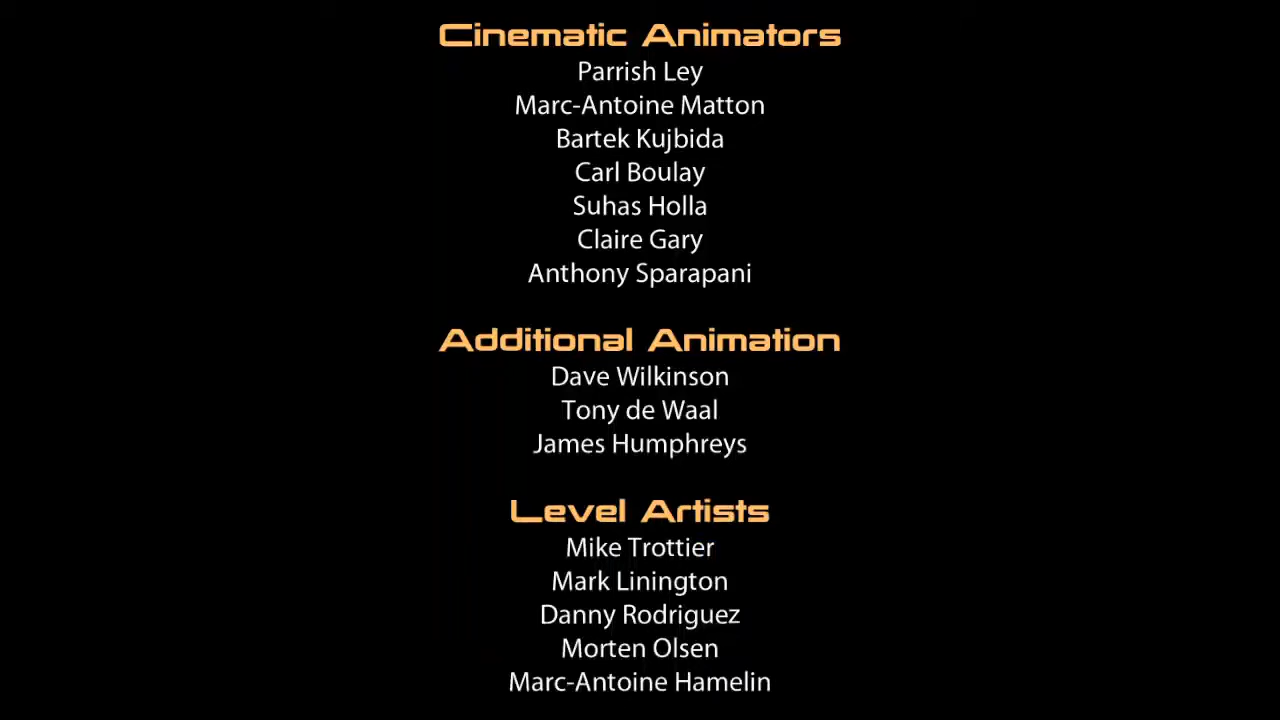 Cinematic Animators
Parrish Ley
Marc-Antoine Matton
Bartek Kujbida
Carl Boulay
Suhas Holla
Claire Gary
Anthony Sparapani
Additional Animation
Dave Wilkinson
Tony de Waal
James Humphreys
Level Artists
Mike Trottier
Mark Linington
Danny Rodriguez
Morten Olsen
Marc-Antoine Hamelin